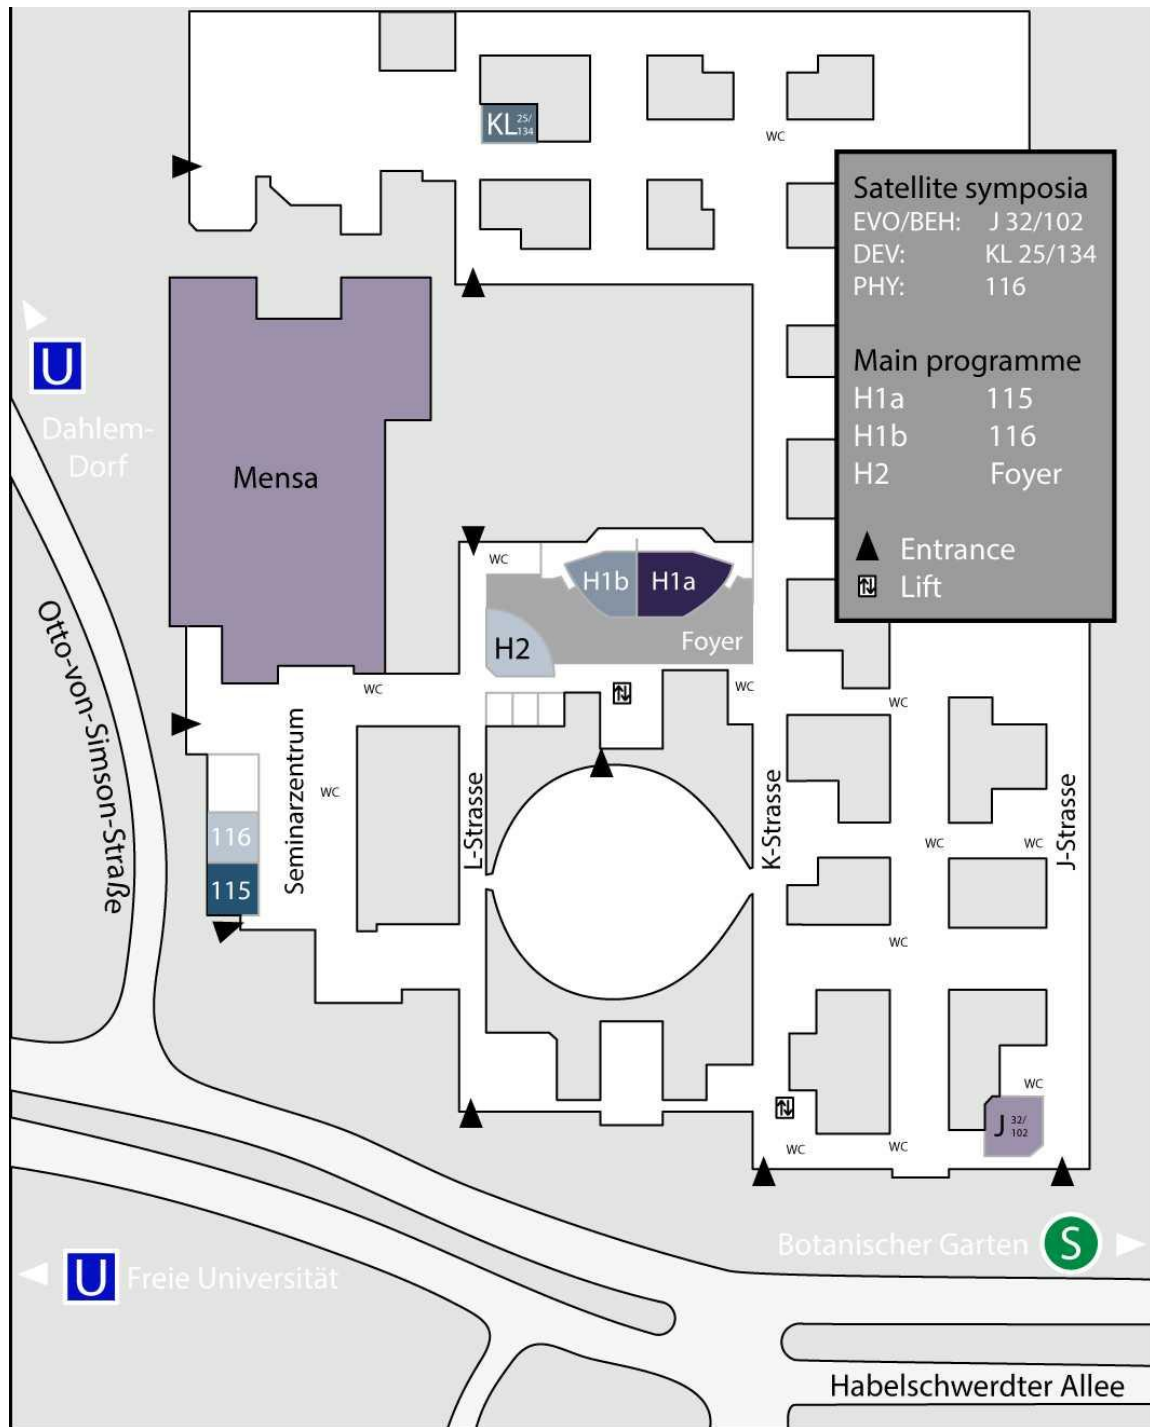 KL 25/
134
WC
Satellite symposia
EVO/BEH: J 32/102
DEV: KL 25/134
PHY: 116
Main programme
H1a 115
H1b 116
H2 Foyer
Entrance
Lift
U
Dahlem-
Dorf
Mensa
WC
H1b
H1a
H2
Foyer
WC
WC
WC
Otto-von-Simson-Straße
Seminarzentrum
L-Strasse
K-Strasse
J-Strasse
WC
WC
WC
116
115
WC
WC
J 32/
102
WC
WC
Botanischer Garten S
U Freie Universität
Habelschwerdter Allee